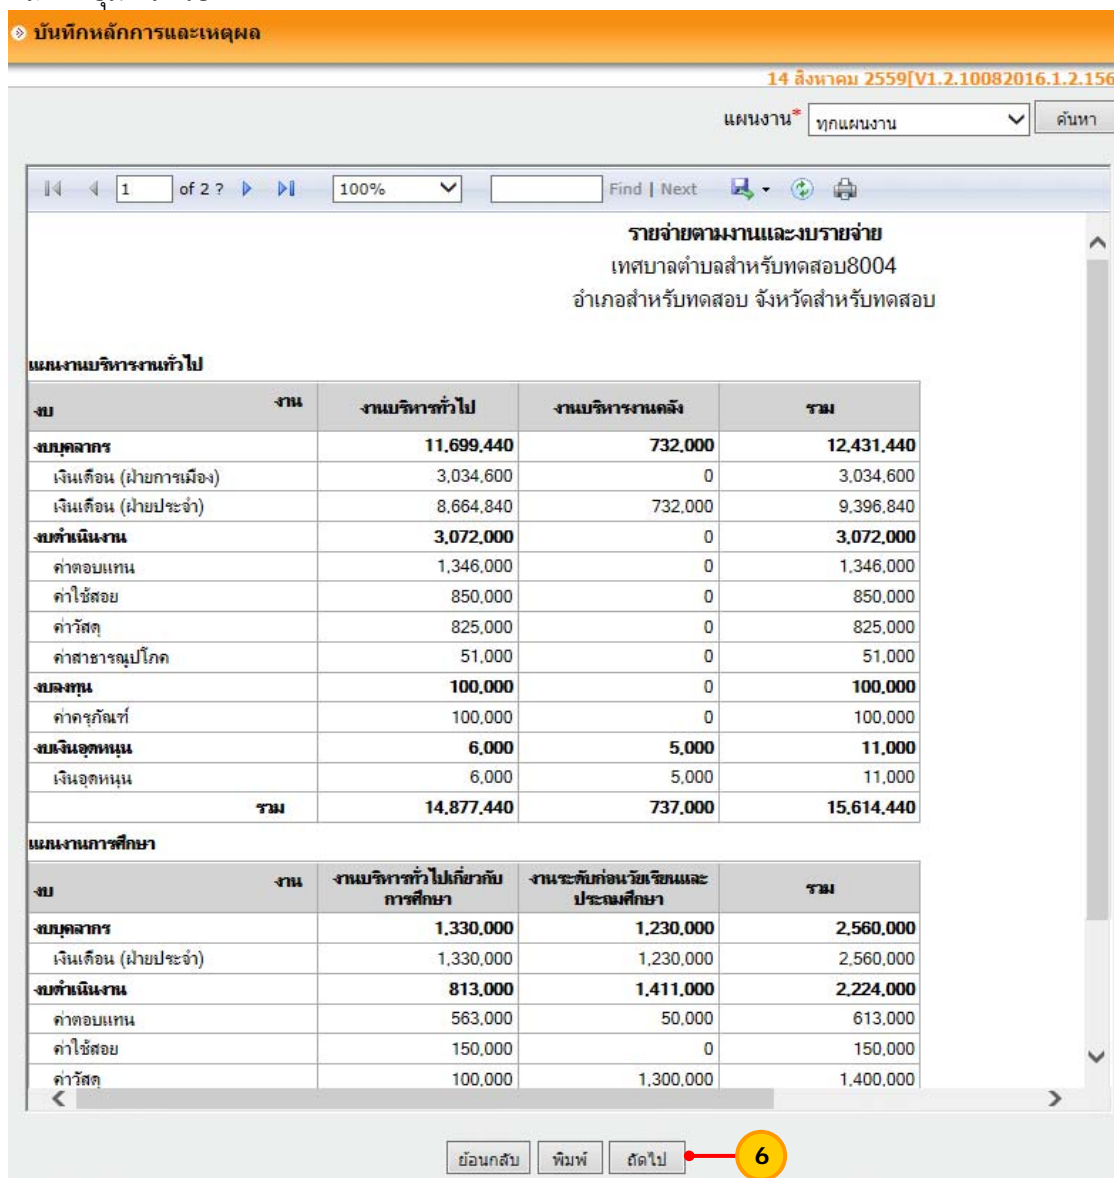 บันทึกหลักการและเหตุผล
14 สิงหาคม 2559[V1.2.10082016.1.2.156
แผนงาน* ทุกแผนงาน ค้นหา
1 of 2 ? 100% Find | Next
รายจ่ายตามงานและงบรายจ่าย
เทศบาลตำบลสำหรับทดสอบ8004
อำเภอสำหรับทดสอบ จังหวัดสำหรับทดสอบ
แผนงานบริหารงานทั่วไป
งบ งาน งานบริหารทั่วไป งานบริหารงานคลัง รวม
งบบุคลากร 11,699,440 732,000 12,431,440
เงินเดือน (ฝ่ายการเมือง) 3,034,600 0 3,034,600
เงินเดือน (ฝ่ายประจำ) 8,664,840 732,000 9,396,840
งบดำเนินงาน 3,072,000 0 3,072,000
ค่าตอบแทน 1,346,000 0 1,346,000
ค่าใช้สอย 850,000 0 850,000
ค่าวัสดุ 825,000 0 825,000
ค่าสาธารณูปโภค 51,000 0 51,000
งบลงทุน 100,000 0 100,000
ค่าครุภัณฑ์ 100,000 0 100,000
งบเงินอุดหนุน 6,000 5,000 11,000
เงินอุดหนุน 6,000 5,000 11,000
รวม 14,877,440 737,000 15,614,440
แผนงานการศึกษา
งบ งาน งานบริหารทั่วไปเกี่ยวกับการศึกษา งานระดับก่อนวัยเรียนและประถมศึกษา รวม
งบบุคลากร 1,330,000 1,230,000 2,560,000
เงินเดือน (ฝ่ายประจำ) 1,330,000 1,230,000 2,560,000
งบดำเนินงาน 813,000 1,411,000 2,224,000
ค่าตอบแทน 563,000 50,000 613,000
ค่าใช้สอย 150,000 0 150,000
ค่าวัสดุ 100,000 1,300,000 1,400,000
ย้อนกลับ พิมพ์ ถัดไป 6